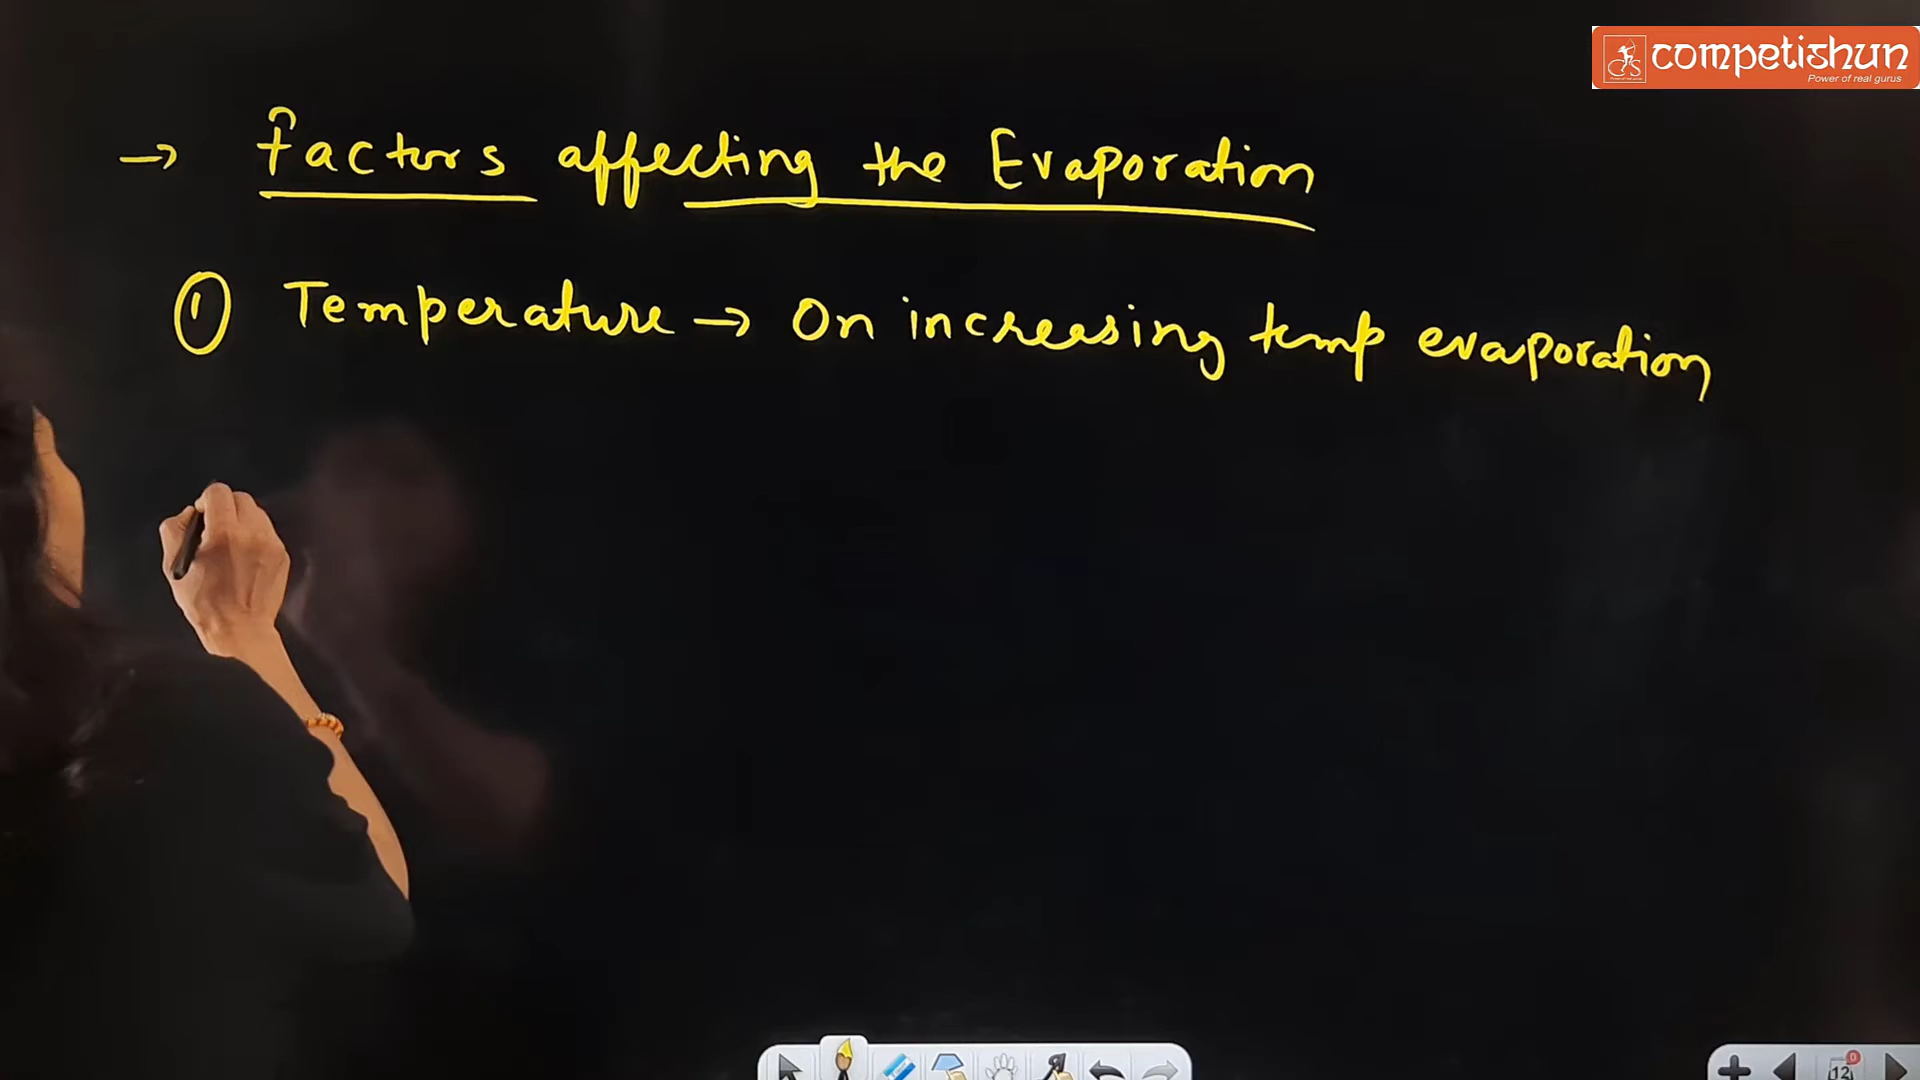 competishun
Power of real gurus
→ factors affecting the Evaporation
① Temperature → On increasing temp evaporation
12